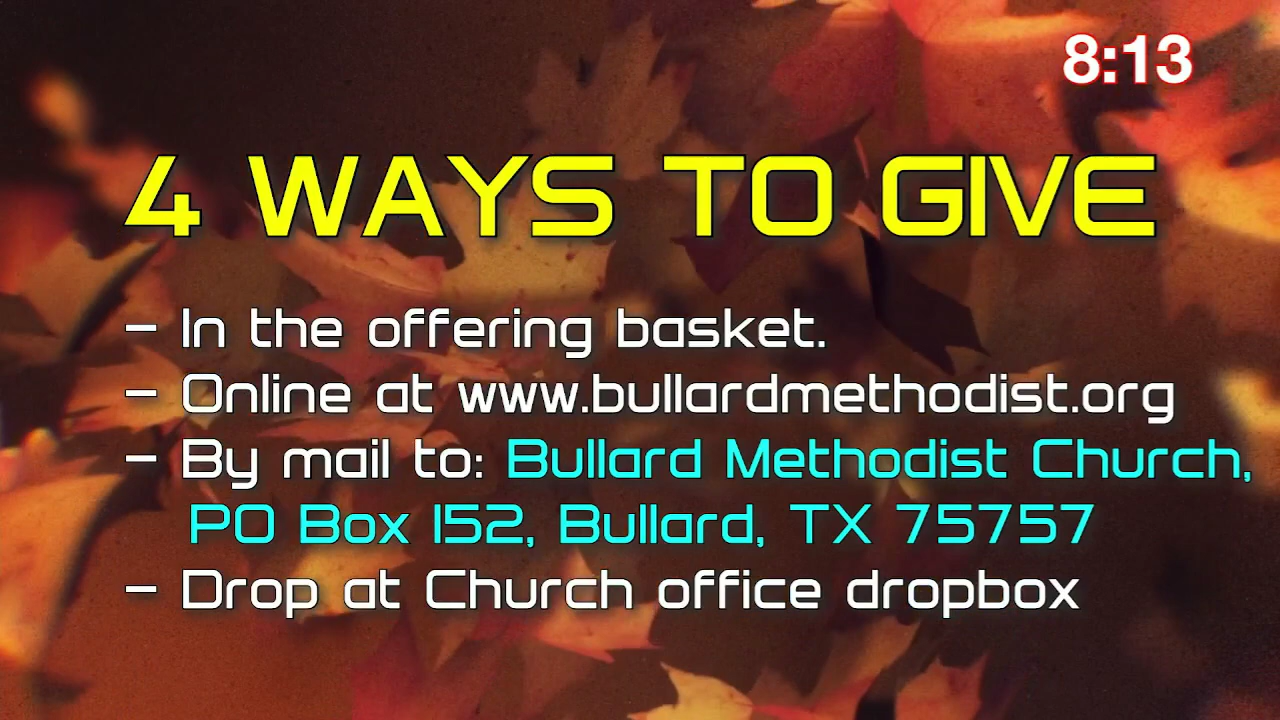 8:13
4 WAYS TO GIVE
– In the offering basket.
– Online at www.bullardmethodist.org
– By mail to: Bullard Methodist Church,
PO Box 152, Bullard, TX 75757
– Drop at Church office dropbox